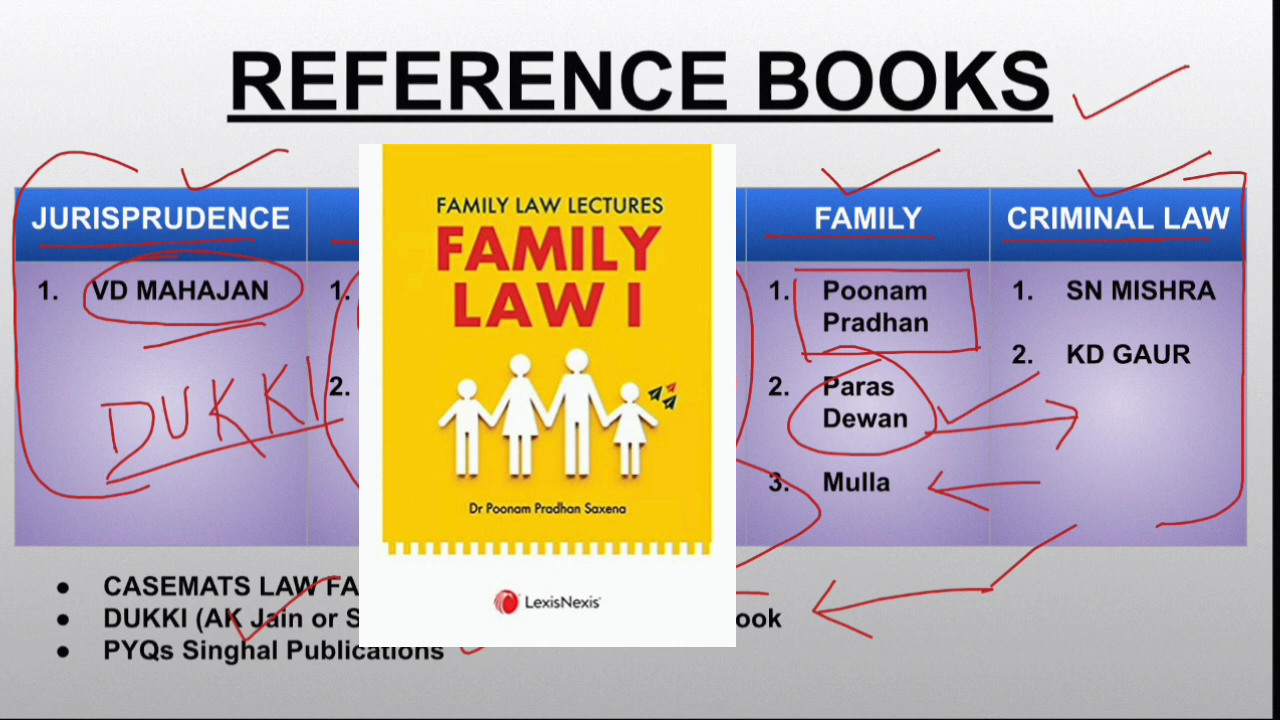 REFERENCE BOOKS
JURISPRUDENCE
FAMILY
CRIMINAL LAW
1. VD MAHAJAN
DUKKI
1.
2.
FAMILY LAW LECTURES
FAMILY
LAW I
Dr Poonam Pradhan Saxena
LexisNexis
1. Poonam
Pradhan
2. Paras
Dewan
3. Mulla
1. SN MISHRA
2. KD GAUR
CASEMATS LAW
DUKKI (AK Jain or
PYQs Singhal Publications